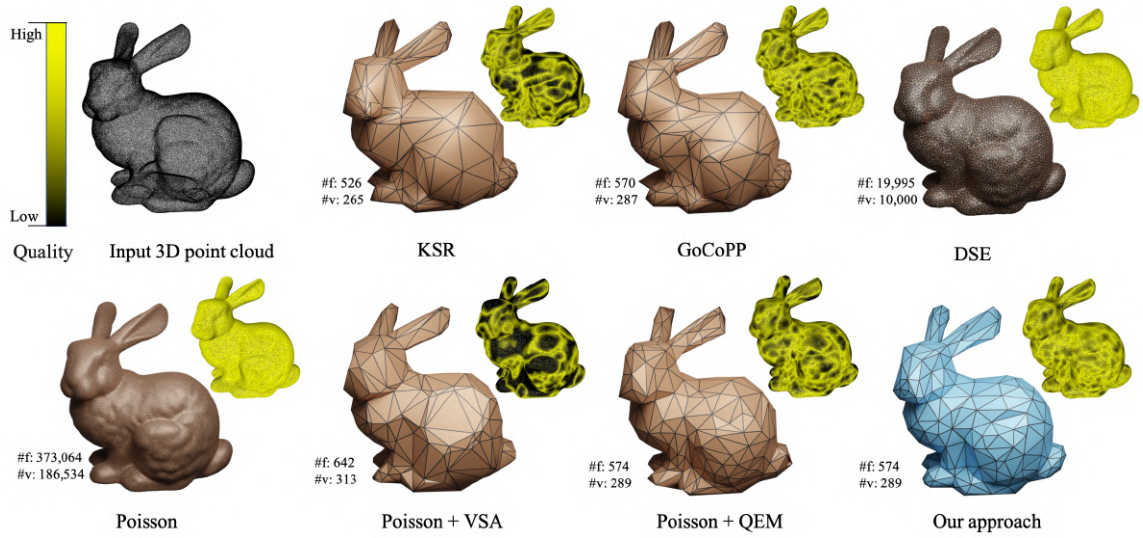 High
Low
Quality
Input 3D point cloud
#f: 526
#v: 265
KSR
#f: 570
#v: 287
GoCoPP
#f: 19,995
#v: 10,000
DSE
#f: 373,064
#v: 186,534
Poisson
#f: 642
#v: 313
Poisson + VSA
#f: 574
#v: 289
Poisson + QEM
#f: 574
#v: 289
Our approach